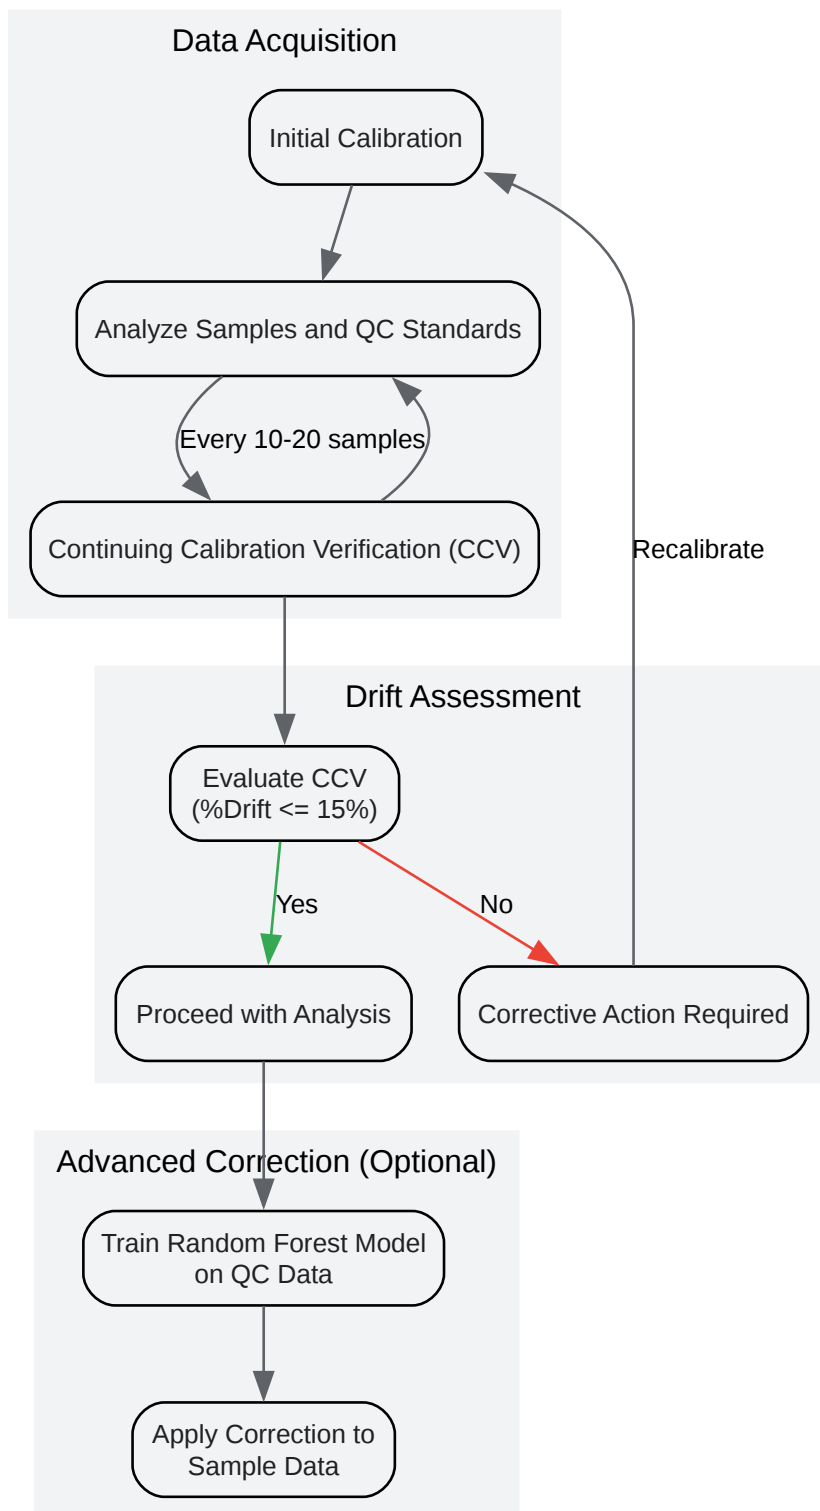 Data Acquisition
Initial Calibration
Analyze Samples and QC Standards
Every 10-20 samples
Continuing Calibration Verification (CCV)
Recalibrate
Drift Assessment
Evaluate CCV
(%Drift <= 15%)
Yes
No
Proceed with Analysis
Corrective Action Required
Advanced Correction (Optional)
Train Random Forest Model
on QC Data
Apply Correction to
Sample Data